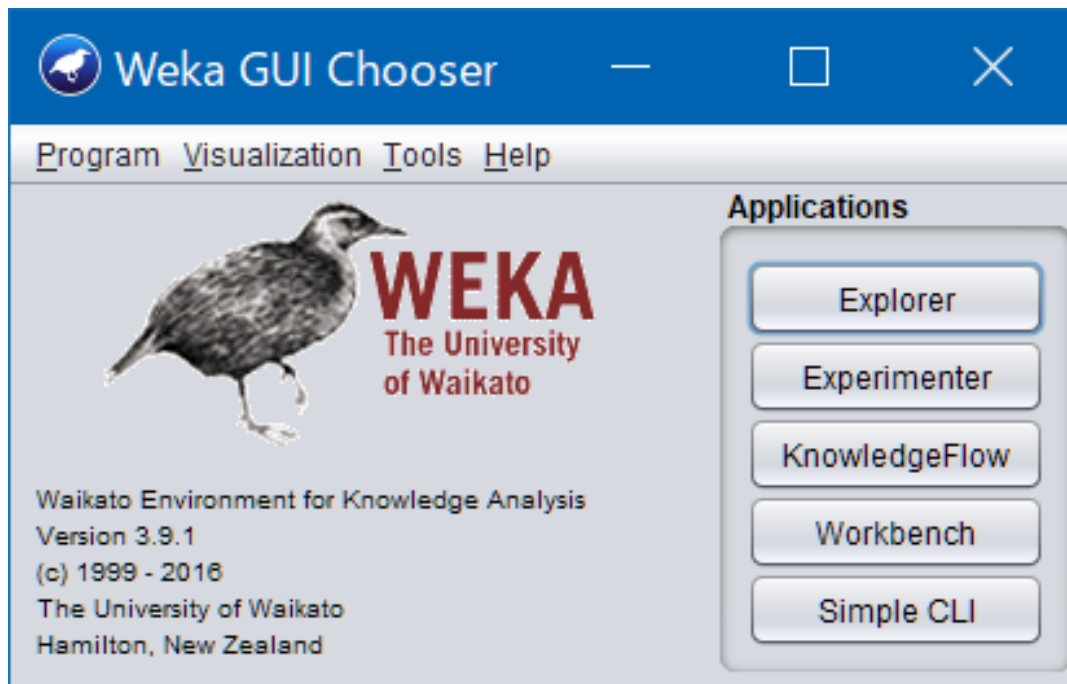 Weka GUI Chooser
Program Visualization Tools Help
WEKA
The University
of Waikato
Waikato Environment for Knowledge Analysis
Version 3.9.1
(c) 1999 - 2016
The University of Waikato
Hamilton, New Zealand
Applications
Explorer
Experimenter
KnowledgeFlow
Workbench
Simple CLI